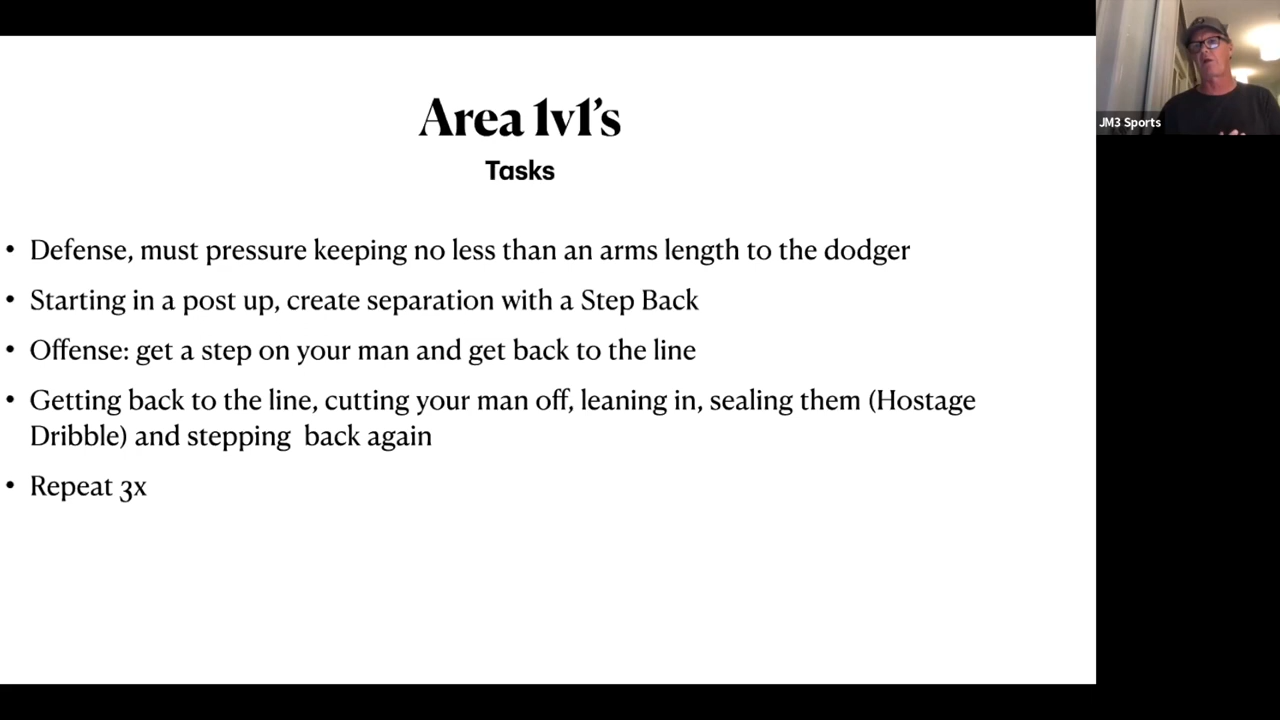 Area 1v1’s
Tasks
• Defense, must pressure keeping no less than an arms length to the dodger
• Starting in a post up, create separation with a Step Back
• Offense: get a step on your man and get back to the line
• Getting back to the line, cutting your man off, leaning in, sealing them (Hostage
Dribble) and stepping  back again
• Repeat 3x
JM3 Sports